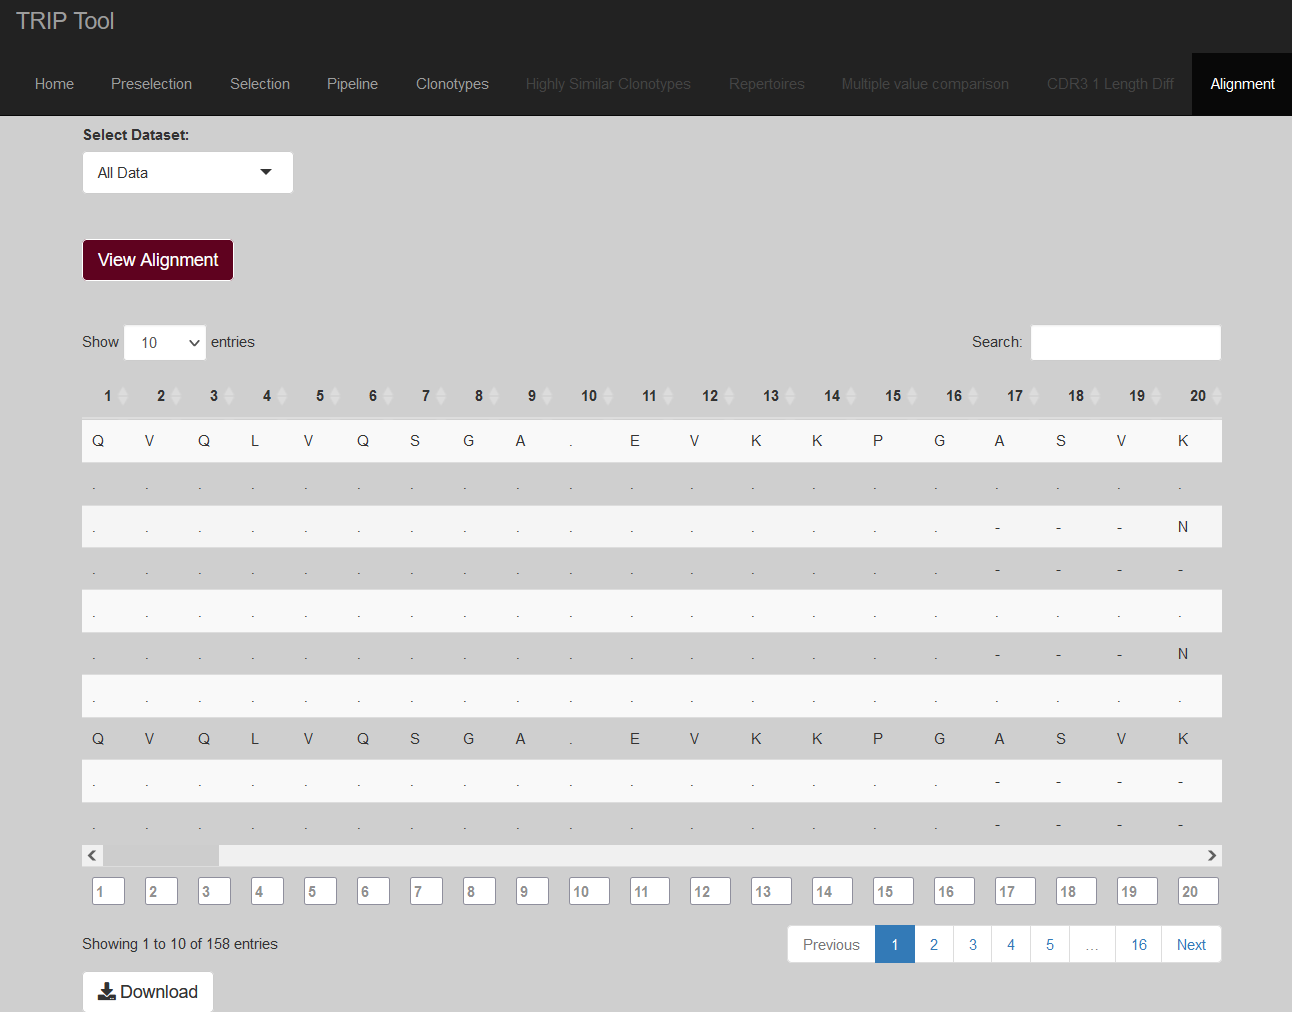 TRIP Tool
Home Preselection Selection Pipeline Clonotypes Highly Similar Clonotypes Repertoires Multiple value comparison CDR3 1 Length Diff Alignment
Select Dataset:
All Data
View Alignment
Show 10 entries Search:
1 2 3 4 5 6 7 8 9 10 11 12 13 14 15 16 17 18 19 20
Q V Q L V Q S G A . E V K K P G A S V K
. . . . . . . . . . . . . . . . . . . .
. . . . . . . . . . . . . . . . - - - N
. . . . . . . . . . . . . . . . - - - -
. . . . . . . . . . . . . . . . . . . .
. . . . . . . . . . . . . . . . - - - N
. . . . . . . . . . . . . . . . . . . .
Q V Q L V Q S G A . E V K K P G A S V K
. . . . . . . . . . . . . . . . - - - -
. . . . . . . . . . . . . . . . - - - -
1 2 3 4 5 6 7 8 9 10 11 12 13 14 15 16 17 18 19 20
Showing 1 to 10 of 158 entries Previous 1 2 3 4 5 … 16 Next
Download